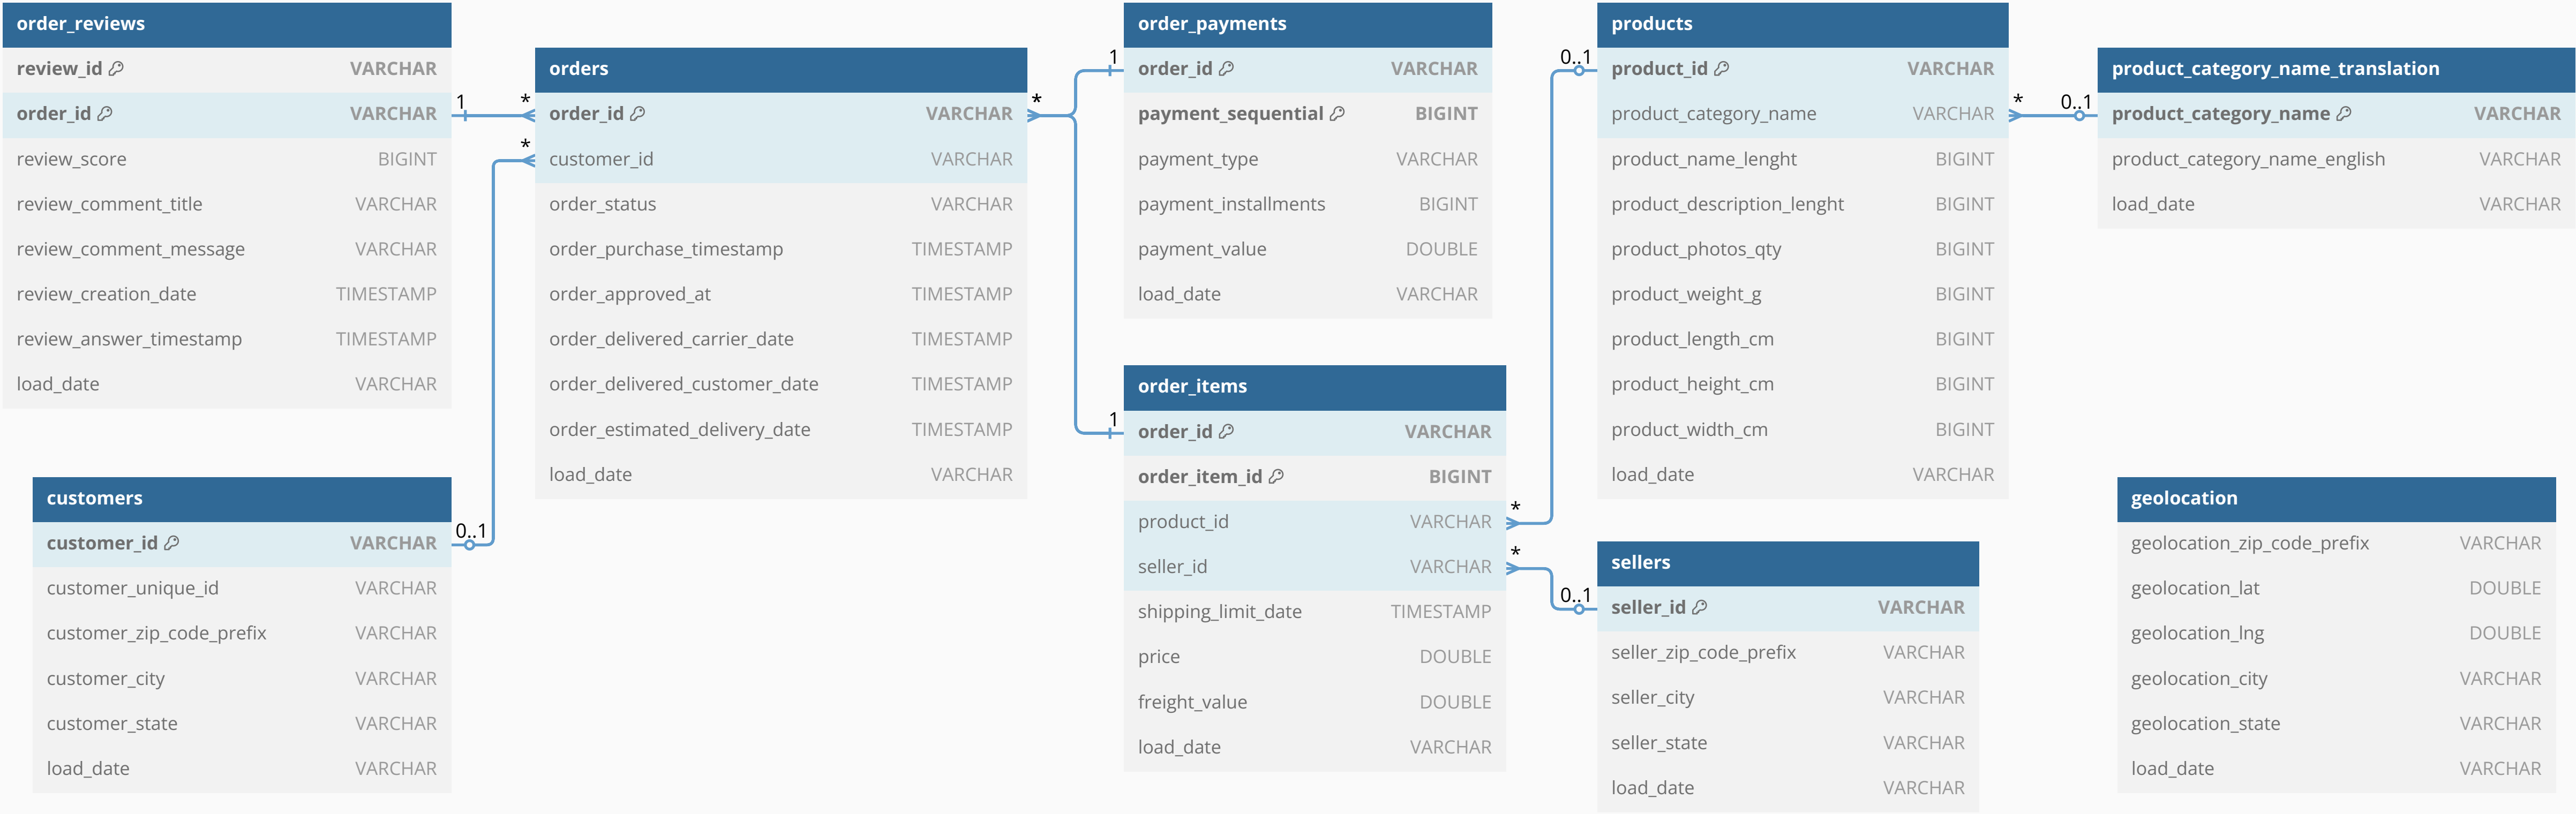 order_reviews
review_id VARCHAR
order_id VARCHAR
review_score BIGINT
review_comment_title VARCHAR
review_comment_message VARCHAR
review_creation_date TIMESTAMP
review_answer_timestamp TIMESTAMP
load_date VARCHAR
1
*
*
orders
order_id VARCHAR
customer_id VARCHAR
order_status VARCHAR
order_purchase_timestamp TIMESTAMP
order_approved_at TIMESTAMP
order_delivered_carrier_date TIMESTAMP
order_delivered_customer_date TIMESTAMP
order_estimated_delivery_date TIMESTAMP
load_date VARCHAR
customers
customer_id VARCHAR
customer_unique_id VARCHAR
customer_zip_code_prefix VARCHAR
customer_city VARCHAR
customer_state VARCHAR
load_date VARCHAR
0..1
*
1
1
order_payments
order_id VARCHAR
payment_sequential BIGINT
payment_type VARCHAR
payment_installments BIGINT
payment_value DOUBLE
load_date VARCHAR
order_items
order_id VARCHAR
order_item_id BIGINT
product_id VARCHAR
seller_id VARCHAR
shipping_limit_date TIMESTAMP
price DOUBLE
freight_value DOUBLE
load_date VARCHAR
*
*
0..1
0..1
products
product_id VARCHAR
product_category_name VARCHAR
product_name_lenght BIGINT
product_description_lenght BIGINT
product_photos_qty BIGINT
product_weight_g BIGINT
product_length_cm BIGINT
product_height_cm BIGINT
product_width_cm BIGINT
load_date VARCHAR
sellers
seller_id VARCHAR
seller_zip_code_prefix VARCHAR
seller_city VARCHAR
seller_state VARCHAR
load_date VARCHAR
*
0..1
product_category_name_translation
product_category_name VARCHAR
product_category_name_english VARCHAR
load_date VARCHAR
geolocation
geolocation_zip_code_prefix VARCHAR
geolocation_lat DOUBLE
geolocation_lng DOUBLE
geolocation_city VARCHAR
geolocation_state VARCHAR
load_date VARCHAR